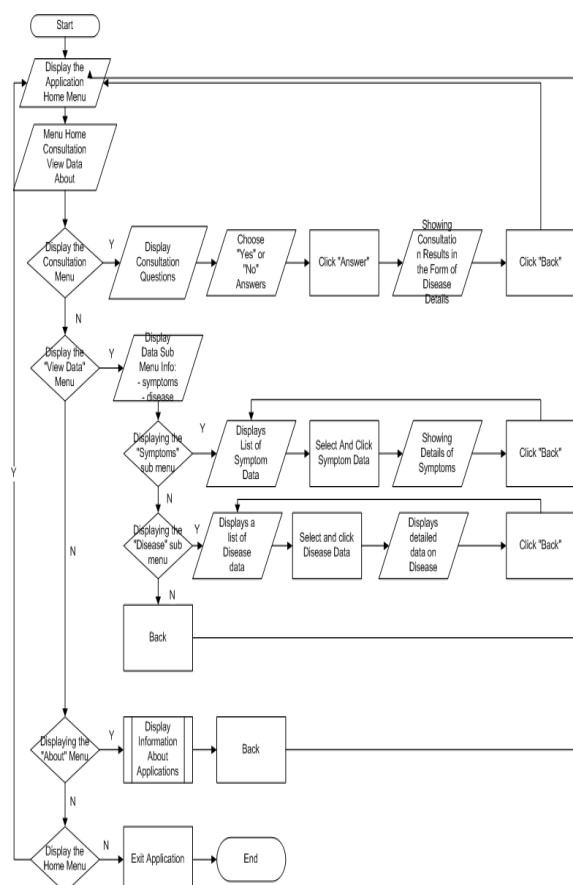 Start
Display the
Application
Home Menu
Menu Home
Consultation
View Data
About
Display the
Consultation
Menu
Y
Display
Consultation
Questions
Choose
"Yes" or
"No"
Answers
Click "Answer"
Showing
Consultatio
n Results in
the Form of
Disease
Details
Click "Back"
N
Display the
"View Data"
Menu
Y
Display
Data Sub
Menu Info:
- symptoms
- disease
Displaying the
"Symptoms"
sub menu
Y
Displays
List of
Symptom
Data
Select And Click
Symptom Data
Showing
Details of
Symptoms
Click "Back"
Y
N
Displaying the
"Disease" sub
menu
Y
Displays a
list of
Disease
data
Select and click
Disease Data
Displays
detailed
data on
Disease
Click "Back"
N
N
Back
Displaying the
"About" Menu
Y
Display
Information
About
Applications
Back
N
Display the
Home Menu
N
Exit Application
End